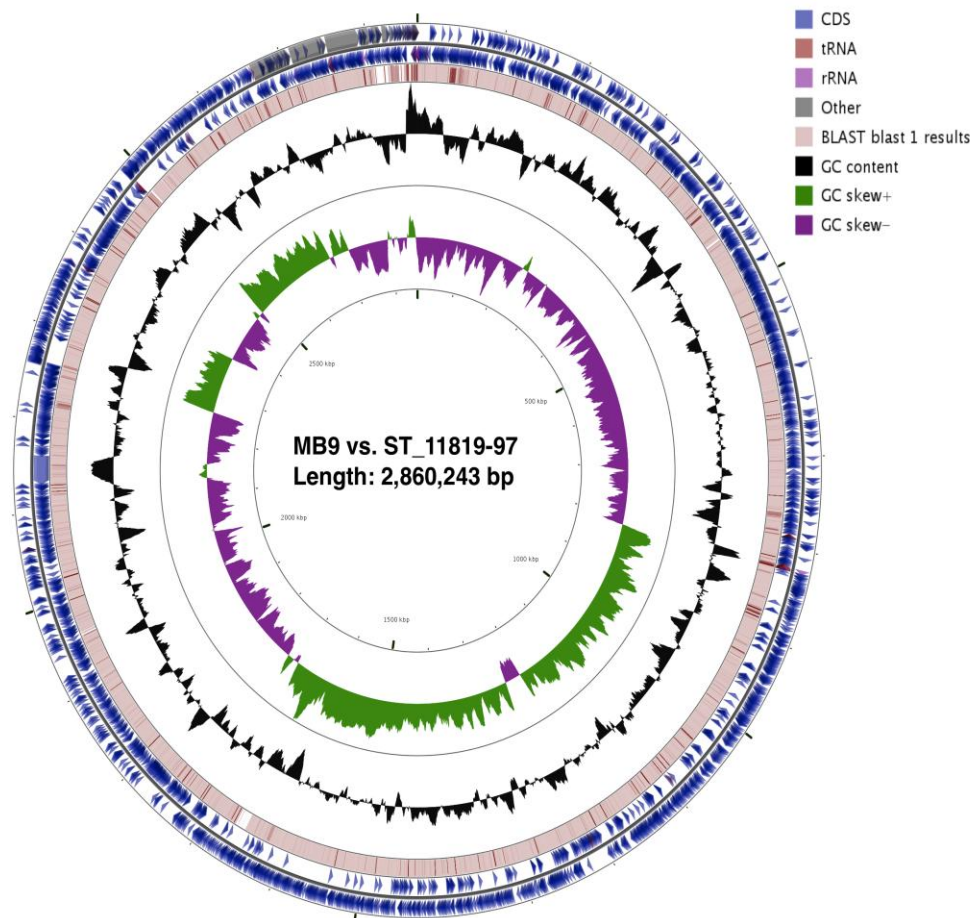 CDS
tRNA
rRNA
Other
BLAST blast 1 results
GC content
GC skew+
GC skew−
2500 kbp
500 kbp
MB9 vs. ST_11819-97
Length: 2,860,243 bp
2000 kbp
1000 kbp
1500 kbp